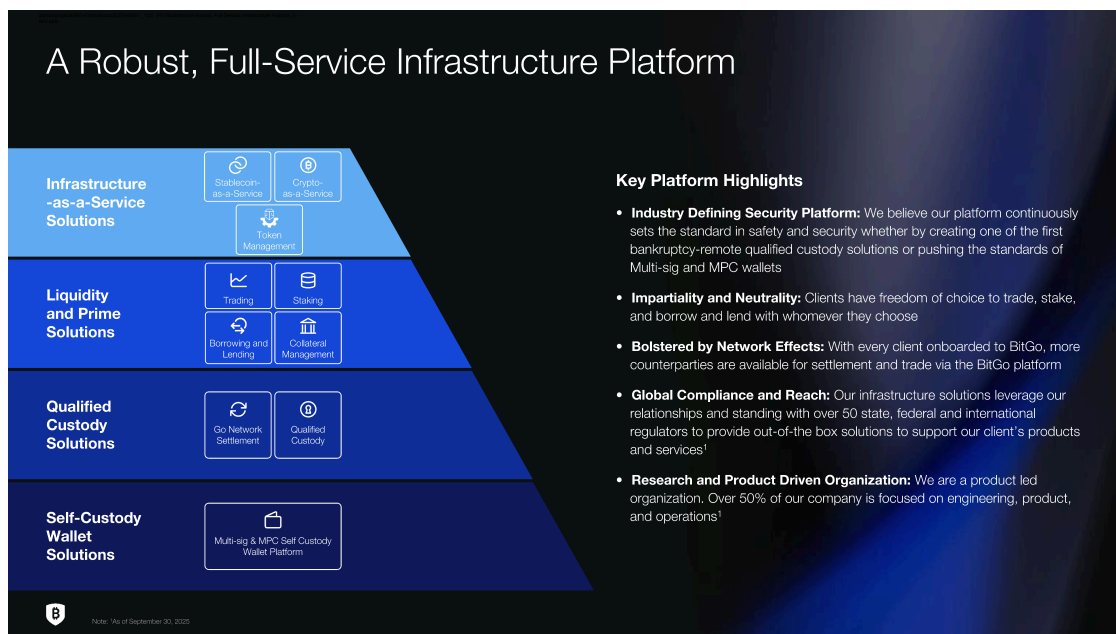 A Robust, Full-Service Infrastructure Platform
Infrastructure
-as-a-Service
Solutions
Stablecoin-
as-a-Service
Crypto-
as-a-Service
Token
Management
Liquidity
and Prime
Solutions
Trading
Staking
Borrowing and
Lending
Collateral
Management
Qualified
Custody
Solutions
Go Network
Settlement
Qualified
Custody
Self-Custody
Wallet
Solutions
Multi-sig & MPC Self Custody
Wallet Platform
Key Platform Highlights
• Industry Defining Security Platform: We believe our platform continuously
sets the standard in safety and security whether by creating one of the first
bankruptcy-remote qualified custody solutions or pushing the standards of
Multi-sig and MPC wallets
• Impartiality and Neutrality: Clients have freedom of choice to trade, stake,
and borrow and lend with whomever they choose
• Bolstered by Network Effects: With every client onboarded to BitGo, more
counterparties are available for settlement and trade via the BitGo platform
• Global Compliance and Reach: Our infrastructure solutions leverage our
relationships and standing with over 50 state, federal and international
regulators to provide out-of-the box solutions to support our client's products
and services¹
• Research and Product Driven Organization: We are a product led
organization. Over 50% of our company is focused on engineering, product,
and operations¹
Note: ¹As of September 30, 2025